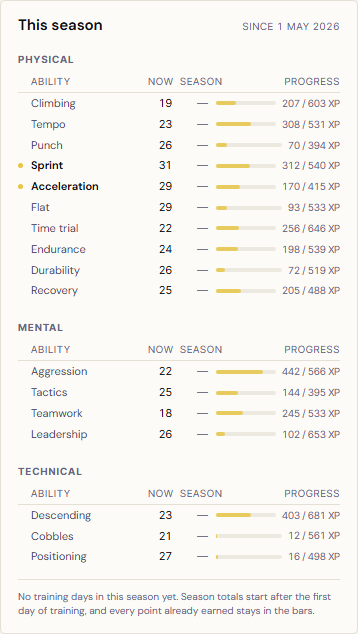 This season SINCE 1 MAY 2026
PHYSICAL
ABILITY NOW SEASON PROGRESS
Climbing 19 — 207 / 603 XP
Tempo 23 — 308 / 531 XP
Punch 26 — 70 / 394 XP
Sprint 31 — 312 / 540 XP
Acceleration 29 — 170 / 415 XP
Flat 29 — 93 / 533 XP
Time trial 22 — 256 / 646 XP
Endurance 24 — 198 / 539 XP
Durability 26 — 72 / 519 XP
Recovery 25 — 205 / 488 XP
MENTAL
ABILITY NOW SEASON PROGRESS
Aggression 22 — 442 / 566 XP
Tactics 25 — 144 / 395 XP
Teamwork 18 — 245 / 533 XP
Leadership 26 — 102 / 653 XP
TECHNICAL
ABILITY NOW SEASON PROGRESS
Descending 23 — 403 / 681 XP
Cobbles 21 — 12 / 561 XP
Positioning 27 — 16 / 498 XP
No training days in this season yet. Season totals start after the first
day of training, and every point already earned stays in the bars.